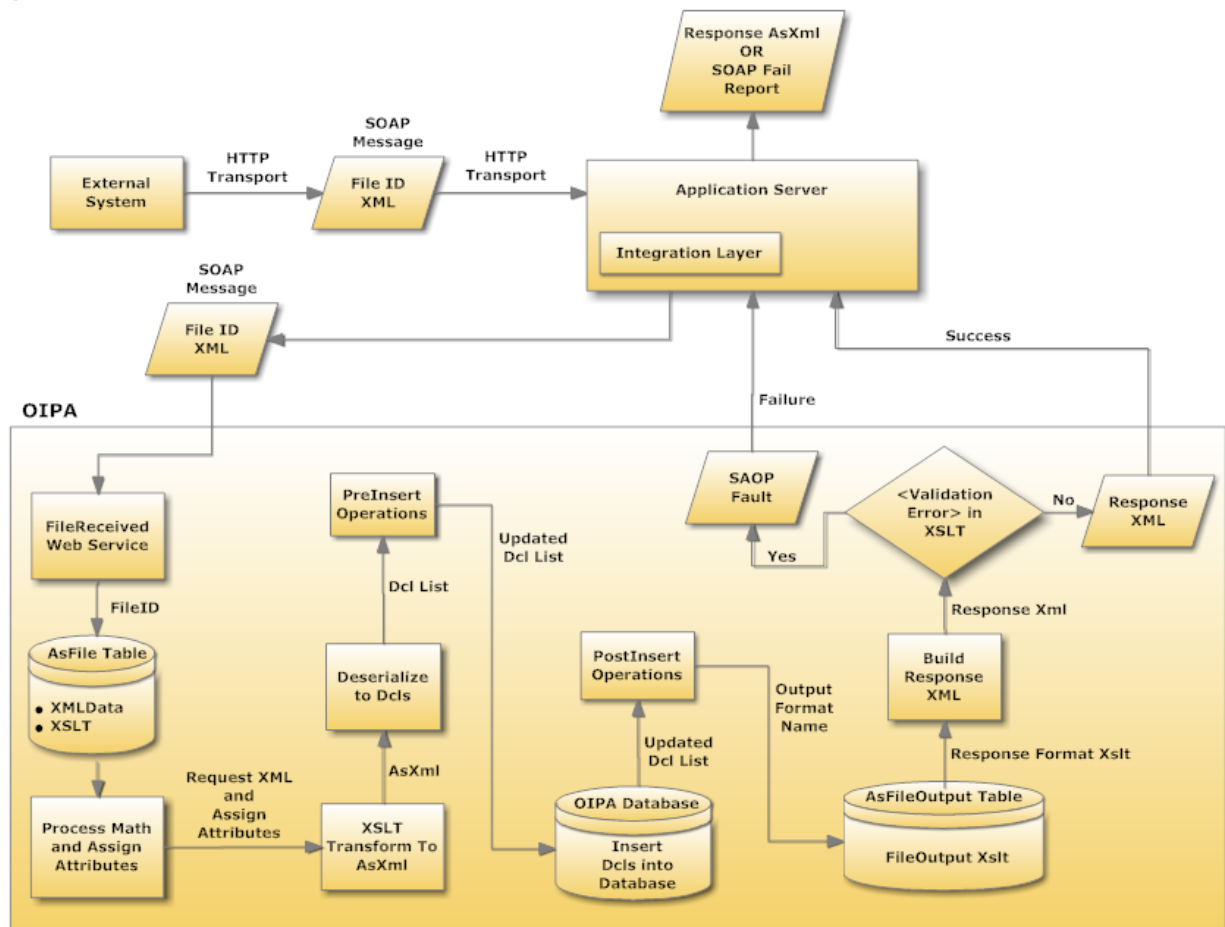 Response AsXml
OR
SOAP Fail
Report
SOAP
Message
HTTP
Transport
HTTP
Transport
External
System
File ID
XML
Application Server
Integration Layer
SOAP
Message
File ID
XML
Success
Failure
OIPA
FileReceived
Web Service
FileID
AsFile Table
• XMLData
• XSLT
Process Math
and Assign
Attributes
Request XML
and
Assign
Attributes
XSLT
Transform To
AsXml
AsXml
Deserialize
to Dcls
Dcl List
PreInsert
Operations
Updated
Dcl List
OIPA Database
Insert
Dcls into
Database
Updated
Dcl List
PostInsert
Operations
Output
Format
Name
AsFileOutput Table
FileOutput Xslt
Response Format Xslt
Build
Response
XML
Response Xml
<Validation
Error> in
XSLT
Yes
SAOP
Fault
No
Response
XML